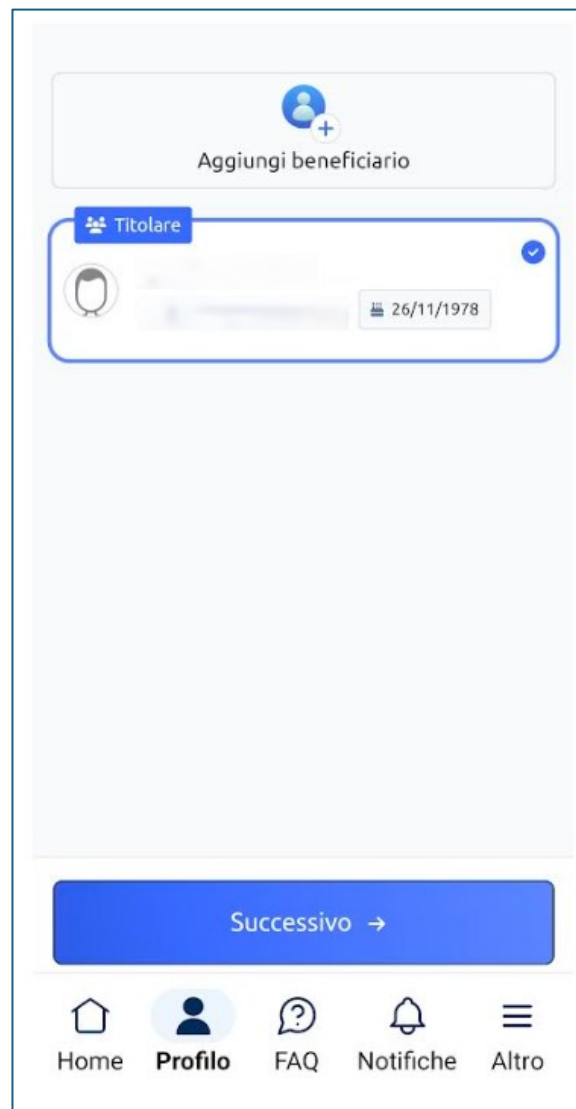 Aggiungi beneficiario
Titolare
26/11/1978
Successivo →
Home Profilo FAQ Notifiche Altro